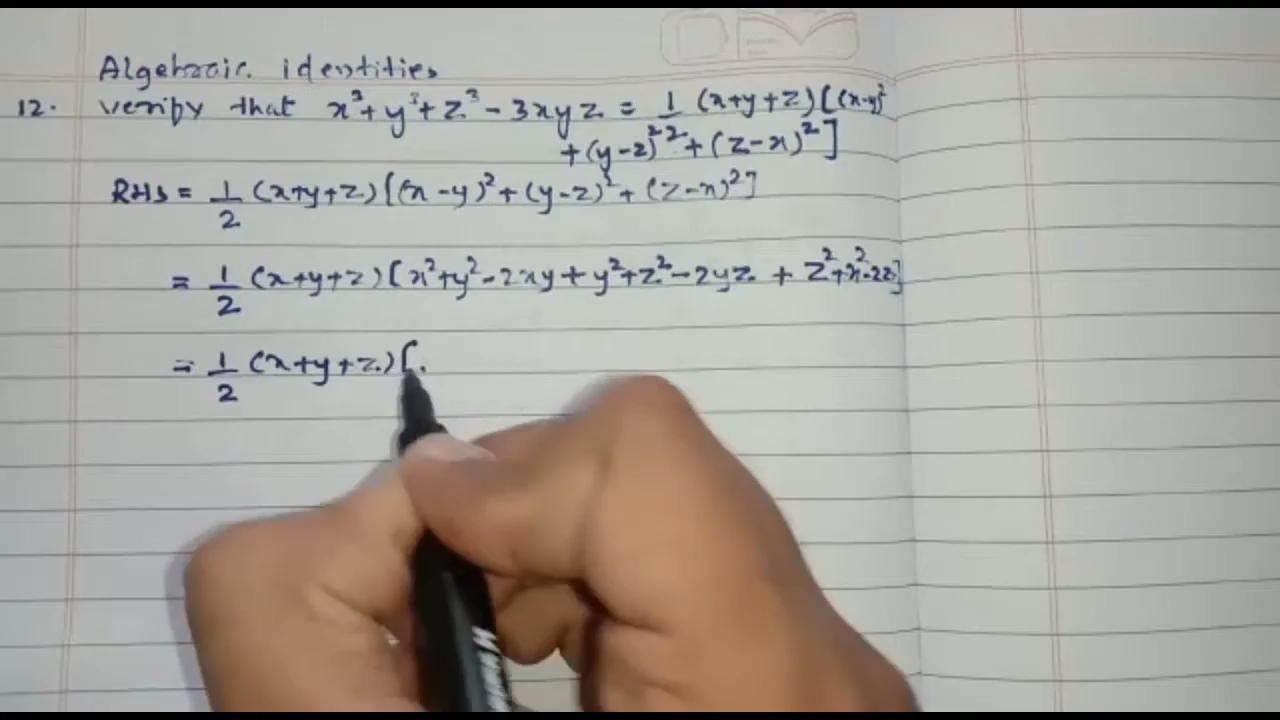 Algebraic identities
12. verify that x³+y³+z³-3xyz = 1/2 (x+y+z)[(x-y)²
+(y-z)²+(z-x)²]
RHS = 1/2 (x+y+z)[(x-y)²+(y-z)²+(z-x)²]
= 1/2 (x+y+z)[x²+y²-2xy+y²+z²-2yz + z²+x²-2z]
= 1/2 (x+y+z)[